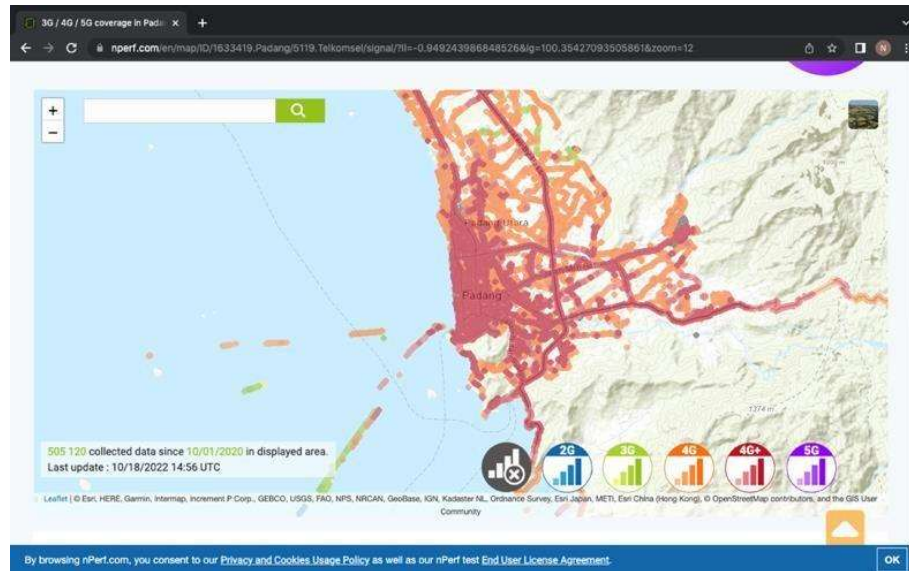 3G / 4G / 5G coverage in Pada
nperf.com/en/map/ID/1633419.Padang/5119.Telkomsel/signal/?ll=-0.949243986848526&lg=100.35427093505861&zoom=12
N
+
−
Padang Utara
Padang
1374 m
505 120 collected data since 10/01/2020 in displayed area.
Last update : 10/18/2022 14:56 UTC
2G
3G
4G
4G+
5G
Leaflet | © Esri, HERE, Garmin, Intermap, increment P Corp., GEBCO, USGS, FAO, NPS, NRCAN, GeoBase, IGN, Kadaster NL, Ordnance Survey, Esri Japan, METI, Esri China (Hong Kong), © OpenStreetMap contributors, and the GIS User
Community
By browsing nPerf.com, you consent to our Privacy and Cookies Usage Policy as well as our nPerf test End User License Agreement.
OK